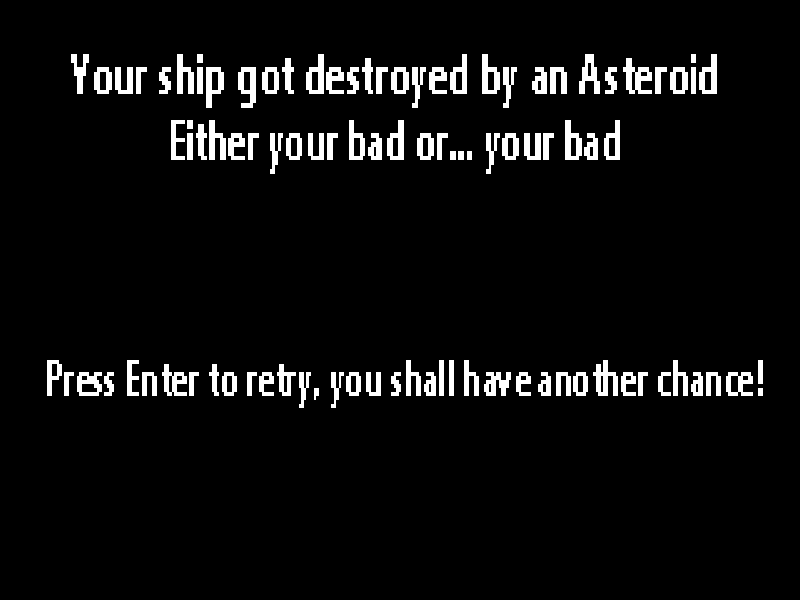 Your ship got destroyed by an Asteroid
Either your bad or... your bad
Press Enter to retry, you shall have another chance!